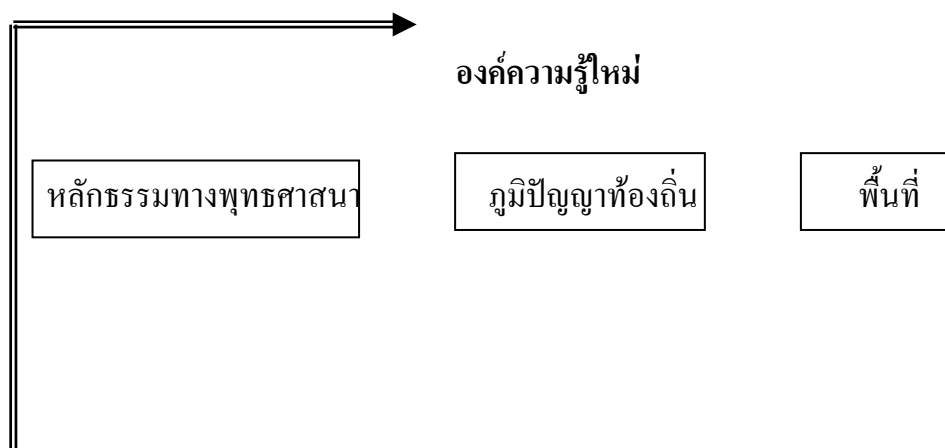 องค์ความรู้ใหม่
หลักธรรมทางพุทธศาสนา
ภูมิปัญญาท้องถิ่น
พื้นที่